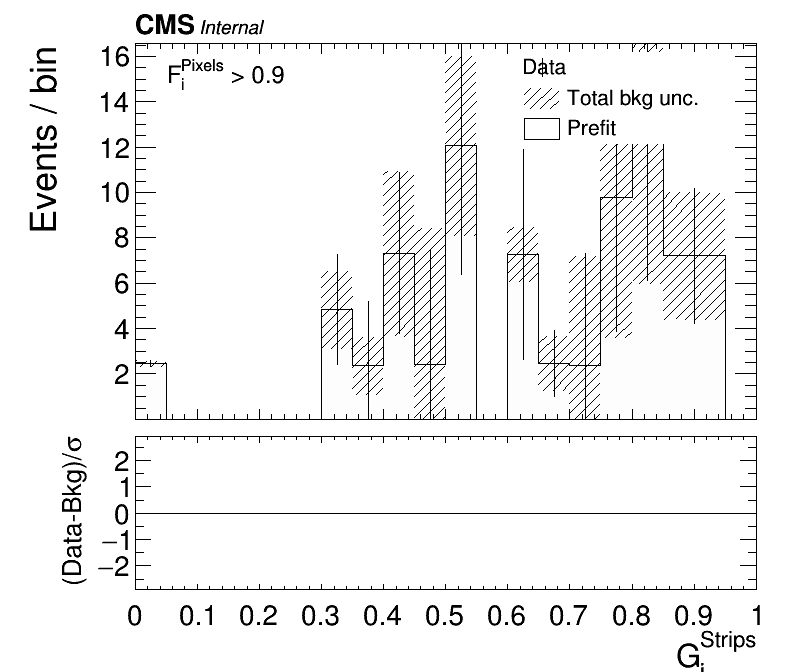 CMS Internal
Events / bin
16
14
12
10
8
6
4
2
F_i^Pixels > 0.9
Data
Total bkg unc.
Prefit
(Data-Bkg)/σ
2
1
0
−1
−2
0 0.1 0.2 0.3 0.4 0.5 0.6 0.7 0.8 0.9 1
G_i^Strips